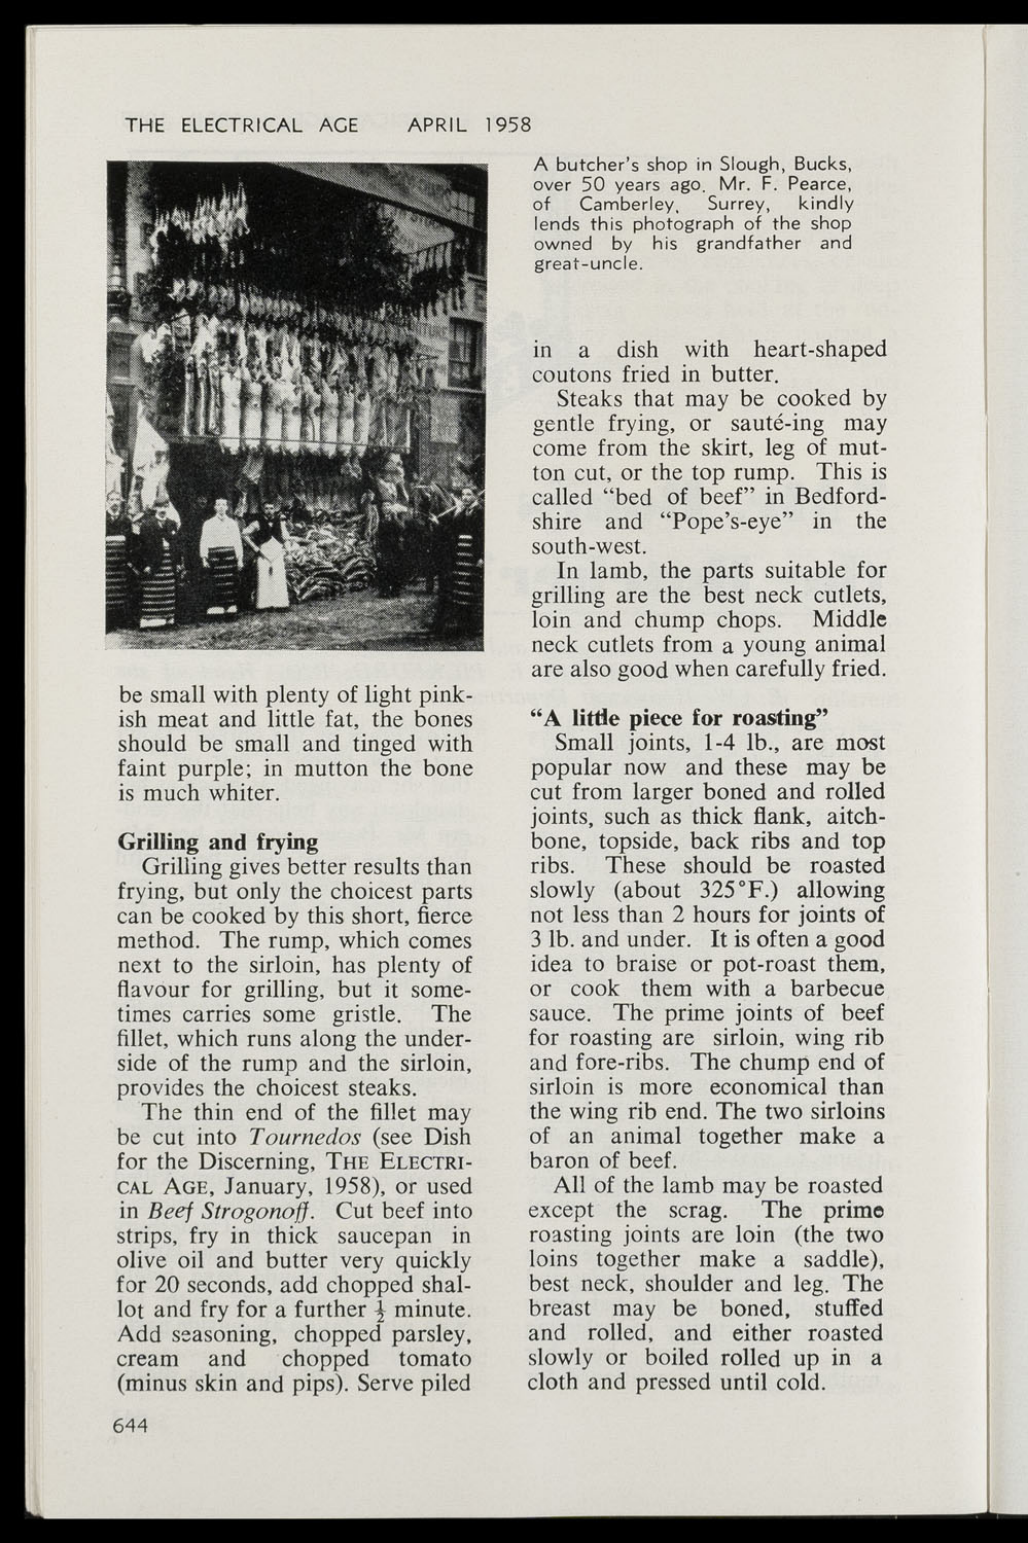 THE ELECTRICAL AGE APRIL 1958
A butcher's shop in Slough, Bucks,
over 50 years ago. Mr. F. Pearce,
of Camberley, Surrey, kindly
lends this photograph of the shop
owned by his grandfather and
great-uncle.
be small with plenty of light pink-
ish meat and little fat, the bones
should be small and tinged with
faint purple; in mutton the bone
is much whiter.
Grilling and frying
Grilling gives better results than
frying, but only the choicest parts
can be cooked by this short, fierce
method. The rump, which comes
next to the sirloin, has plenty of
flavour for grilling, but it some-
times carries some gristle. The
fillet, which runs along the under-
side of the rump and the sirloin,
provides the choicest steaks.
The thin end of the fillet may
be cut into Tournedos (see Dish
for the Discerning, THE ELECTRI-
CAL AGE, January, 1958), or used
in Beef Strogonoff. Cut beef into
strips, fry in thick saucepan in
olive oil and butter very quickly
for 20 seconds, add chopped shal-
lot and fry for a further ½ minute.
Add seasoning, chopped parsley,
cream and chopped tomato
(minus skin and pips). Serve piled
in a dish with heart-shaped
coutons fried in butter.
Steaks that may be cooked by
gentle frying, or sauté-ing may
come from the skirt, leg of mut-
ton cut, or the top rump. This is
called “bed of beef” in Bedford-
shire and “Pope's-eye” in the
south-west.
In lamb, the parts suitable for
grilling are the best neck cutlets,
loin and chump chops. Middle
neck cutlets from a young animal
are also good when carefully fried.
“A little piece for roasting”
Small joints, 1-4 lb., are most
popular now and these may be
cut from larger boned and rolled
joints, such as thick flank, aitch-
bone, topside, back ribs and top
ribs. These should be roasted
slowly (about 325°F.) allowing
not less than 2 hours for joints of
3 lb. and under. It is often a good
idea to braise or pot-roast them,
or cook them with a barbecue
sauce. The prime joints of beef
for roasting are sirloin, wing rib
and fore-ribs. The chump end of
sirloin is more economical than
the wing rib end. The two sirloins
of an animal together make a
baron of beef.
All of the lamb may be roasted
except the scrag. The prime
roasting joints are loin (the two
loins together make a saddle),
best neck, shoulder and leg. The
breast may be boned, stuffed
and rolled, and either roasted
slowly or boiled rolled up in a
cloth and pressed until cold.
644